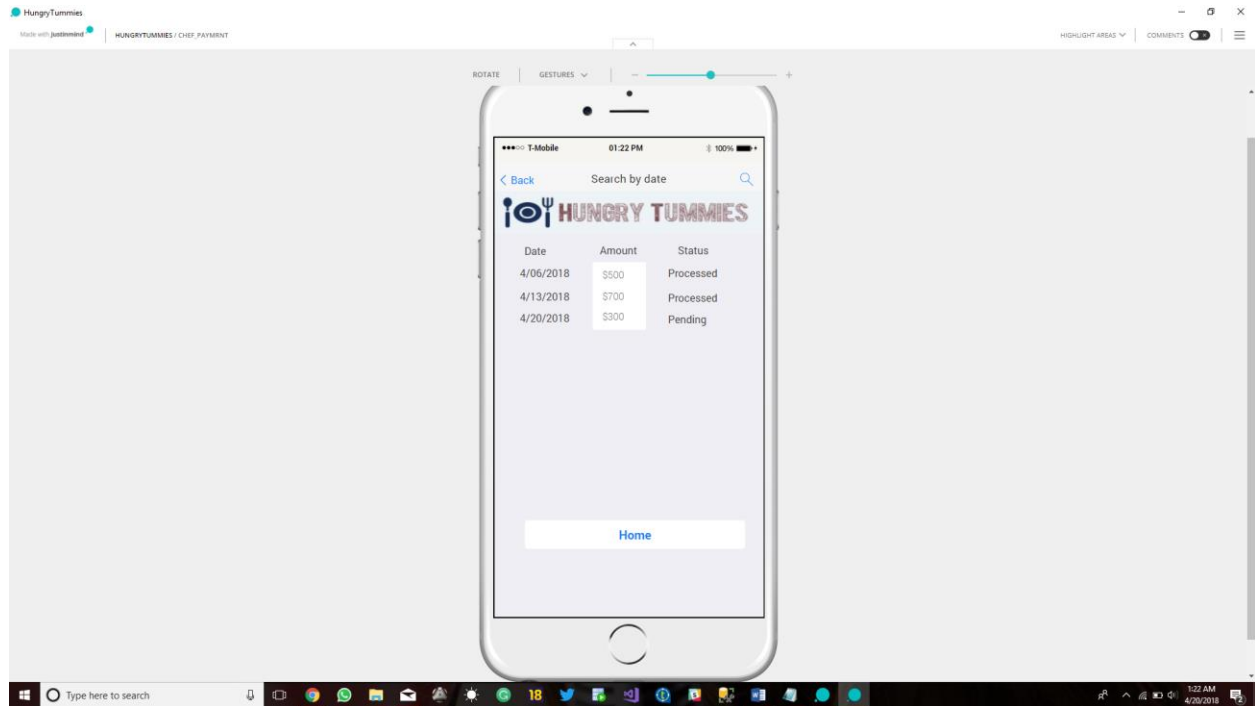 HungryTummies
Made with justinmind
HUNGRYTUMMIES / CHEF_PAYMRNT
HIGHLIGHT AREAS
COMMENTS
ROTATE
GESTURES
T-Mobile 01:22 PM 100%
Back Search by date
HUNGRY TUMMIES
Date Amount Status
4/06/2018 $500 Processed
4/13/2018 $700 Processed
4/20/2018 $300 Pending
Home
Type here to search
18
1:22 AM
4/20/2018